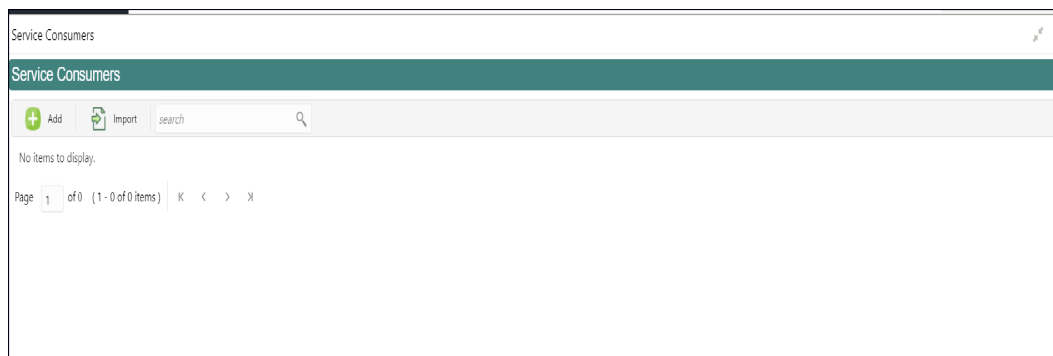 Service Consumers
Service Consumers
Add Import search
No items to display.
Page 1 of 0 ( 1 - 0 of 0 items )